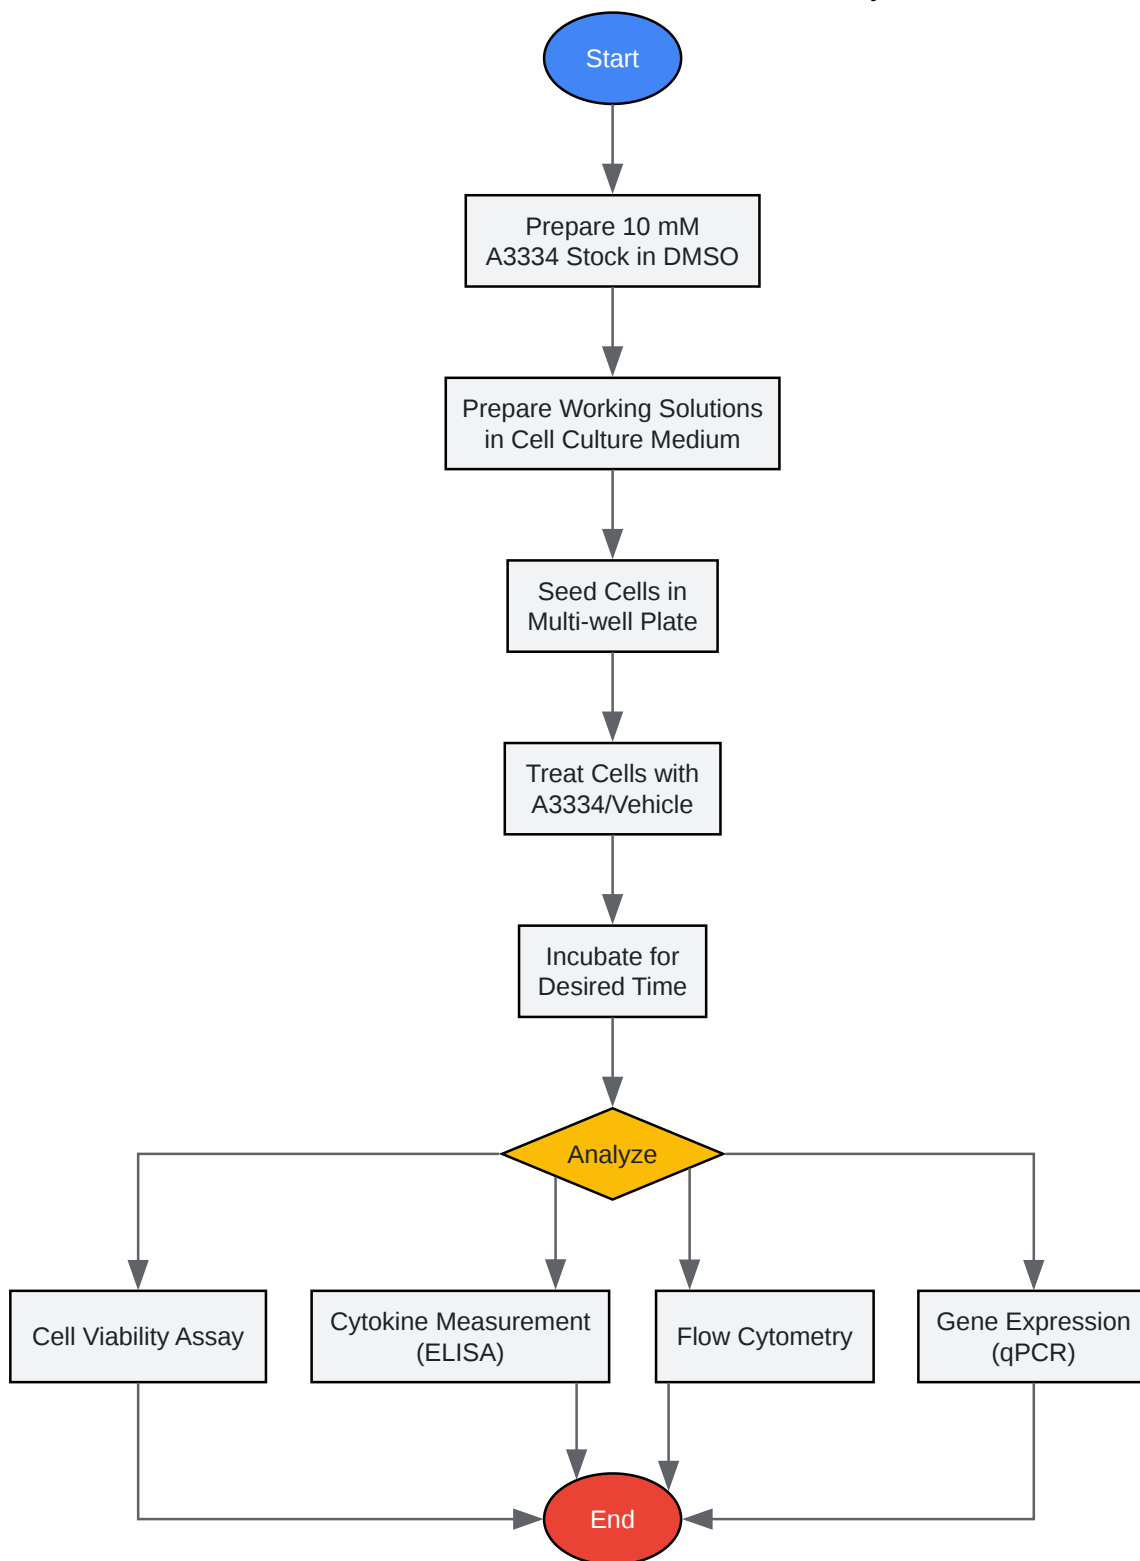 Start
Prepare 10 mM
A3334 Stock in DMSO
Prepare Working Solutions
in Cell Culture Medium
Seed Cells in
Multi-well Plate
Treat Cells with
A3334/Vehicle
Incubate for
Desired Time
Analyze
Cell Viability Assay
Cytokine Measurement
(ELISA)
Flow Cytometry
Gene Expression
(qPCR)
End